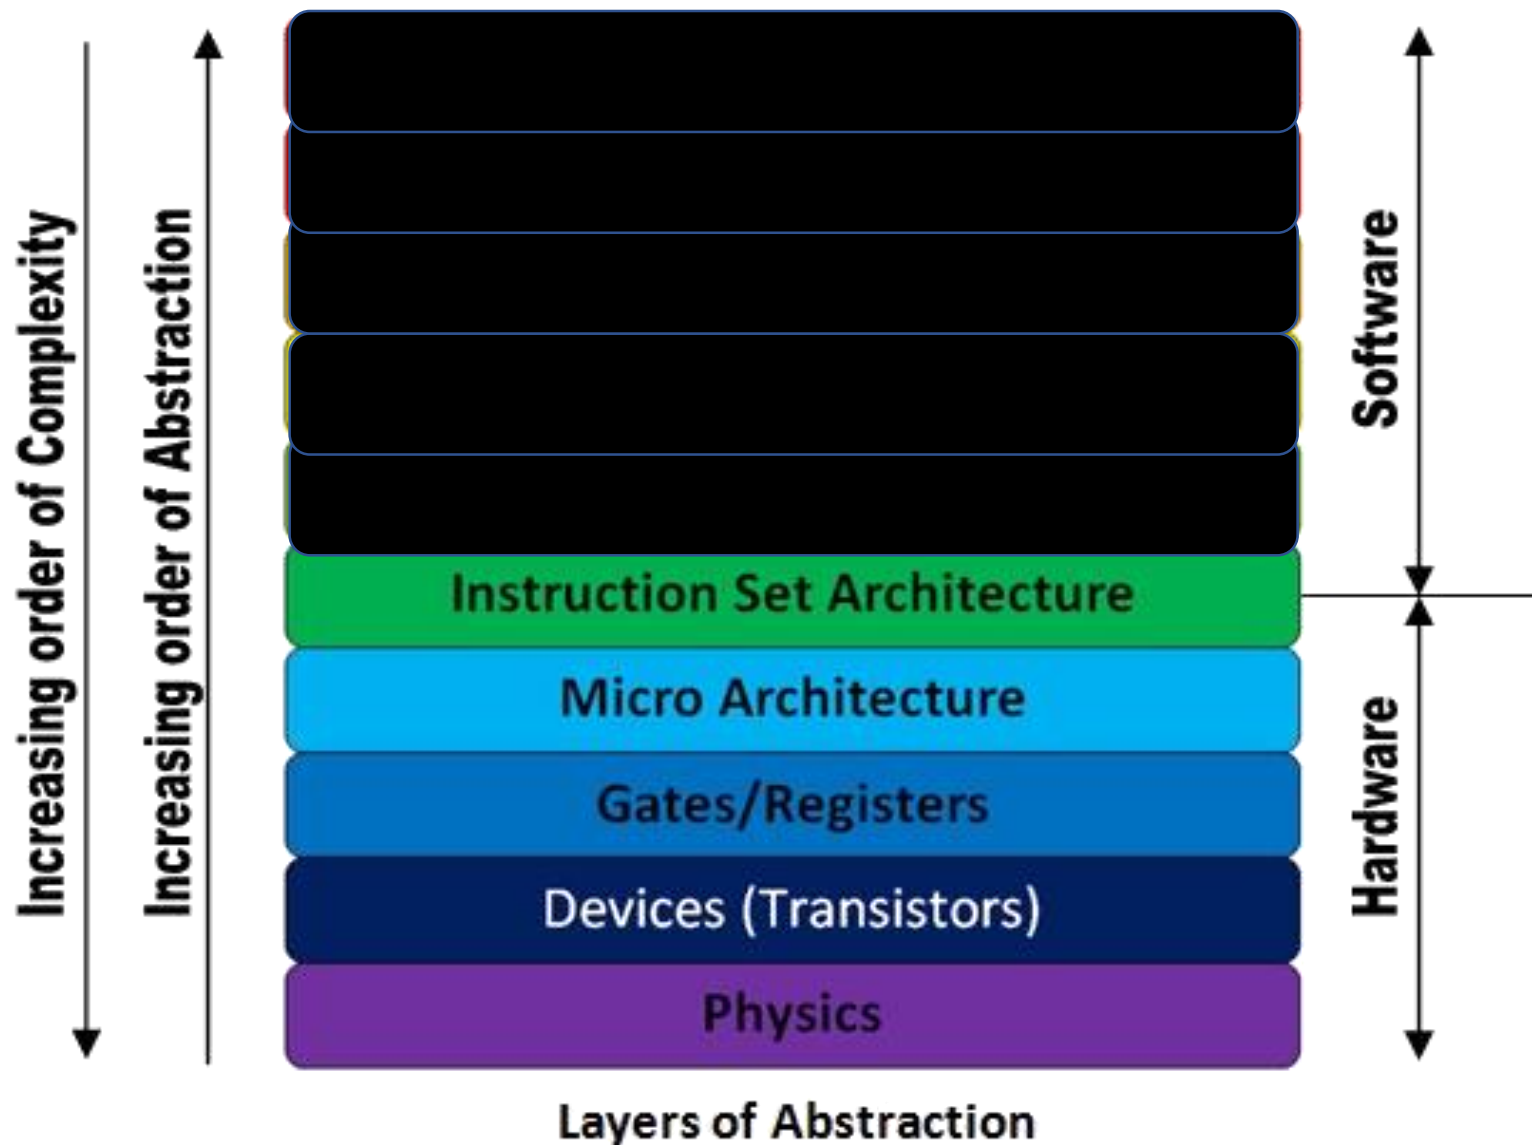 Increasing order of Complexity
Increasing order of Abstraction
Software
Instruction Set Architecture
Micro Architecture
Gates/Registers
Hardware
Devices (Transistors)
Physics
Layers of Abstraction